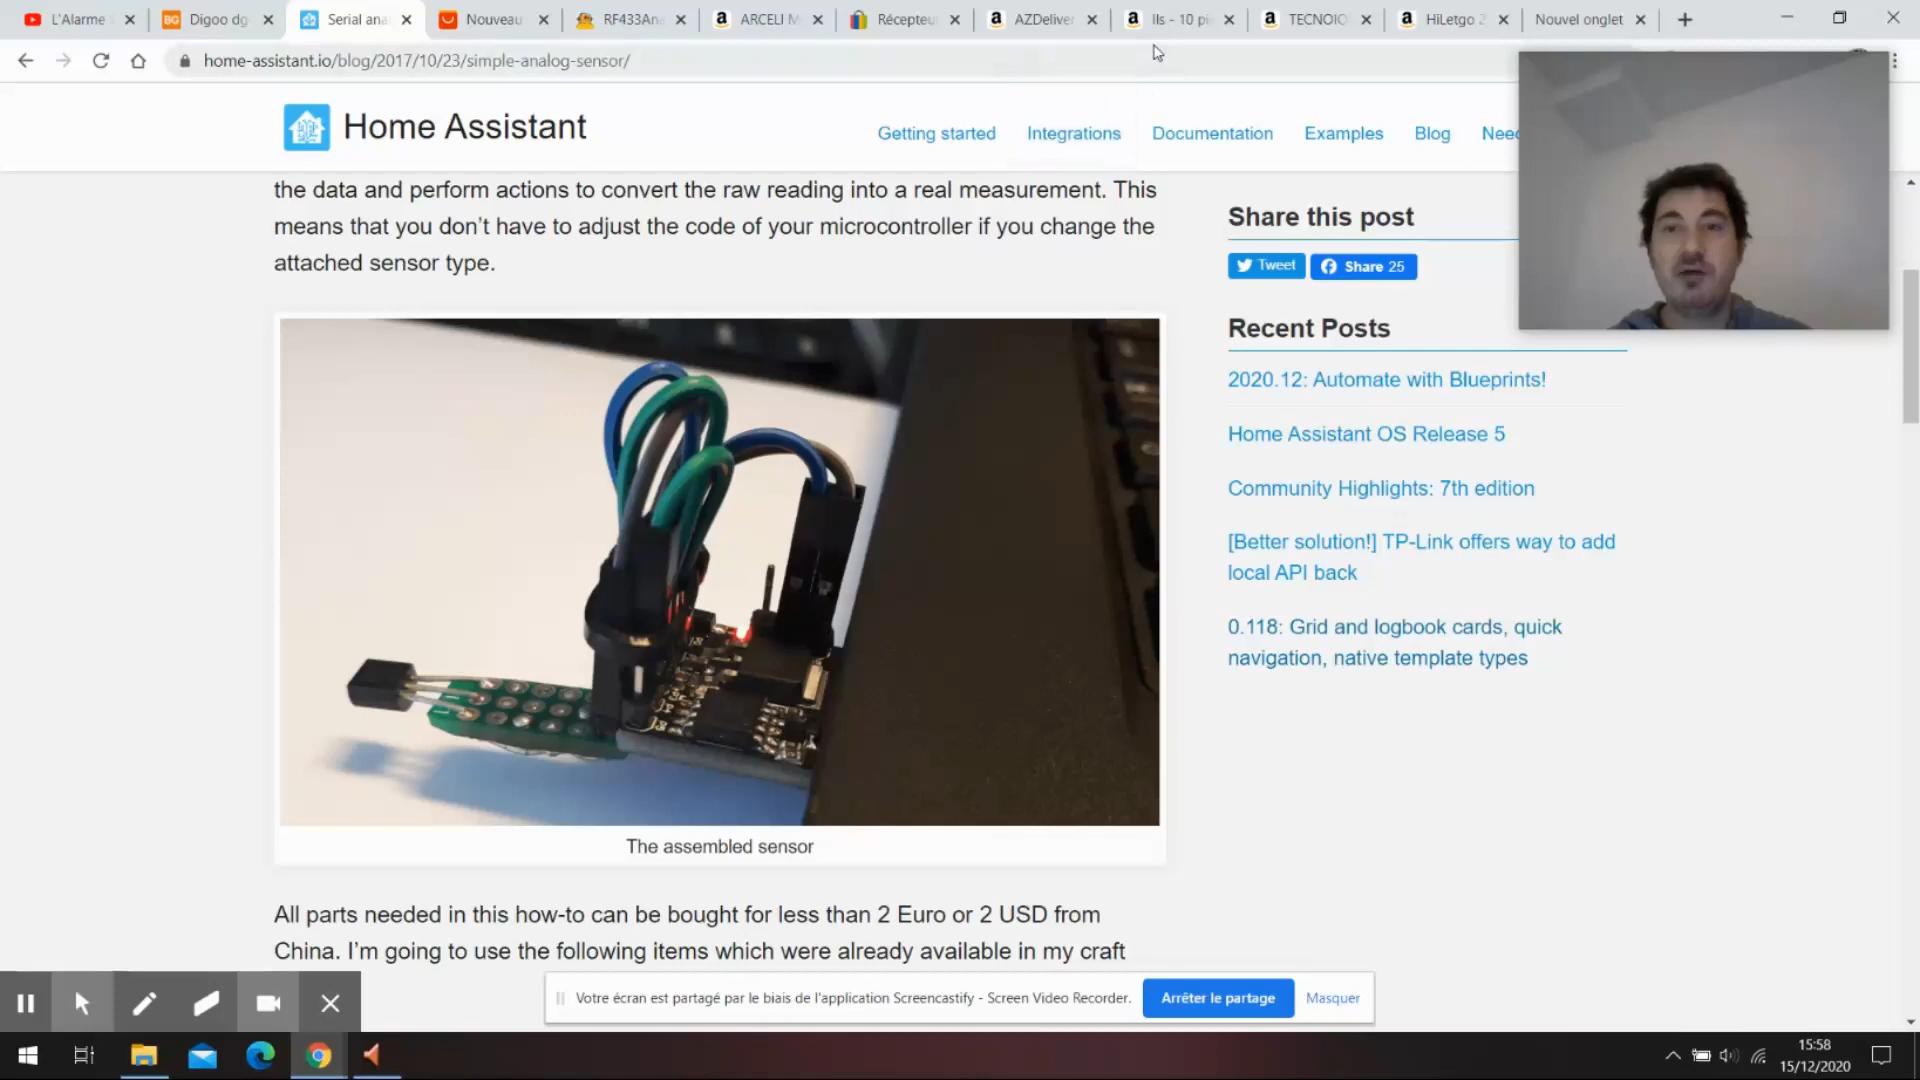 L'Alarme
BG
Digoo dg
Serial ana
Nouveau
RF433An
a
ARCELI M
Récepteu
a
AZDeliver
a
Ils - 10 pi
a
TECNOIO
a
HiLetgo 2
Nouvel onglet
home-assistant.io/blog/2017/10/23/simple-analog-sensor/
Home Assistant
Getting started
Integrations
Documentation
Examples
Blog
Need
the data and perform actions to convert the raw reading into a real measurement. This
means that you don't have to adjust the code of your microcontroller if you change the
attached sensor type.
The assembled sensor
All parts needed in this how-to can be bought for less than 2 Euro or 2 USD from
China. I'm going to use the following items which were already available in my craft
Share this post
Tweet
Share 25
Recent Posts
2020.12: Automate with Blueprints!
Home Assistant OS Release 5
Community Highlights: 7th edition
[Better solution!] TP-Link offers way to add
local API back
0.118: Grid and logbook cards, quick
navigation, native template types
Votre écran est partagé par le biais de l'application Screencastify - Screen Video Recorder.
Arrêter le partage
Masquer
15:58
15/12/2020